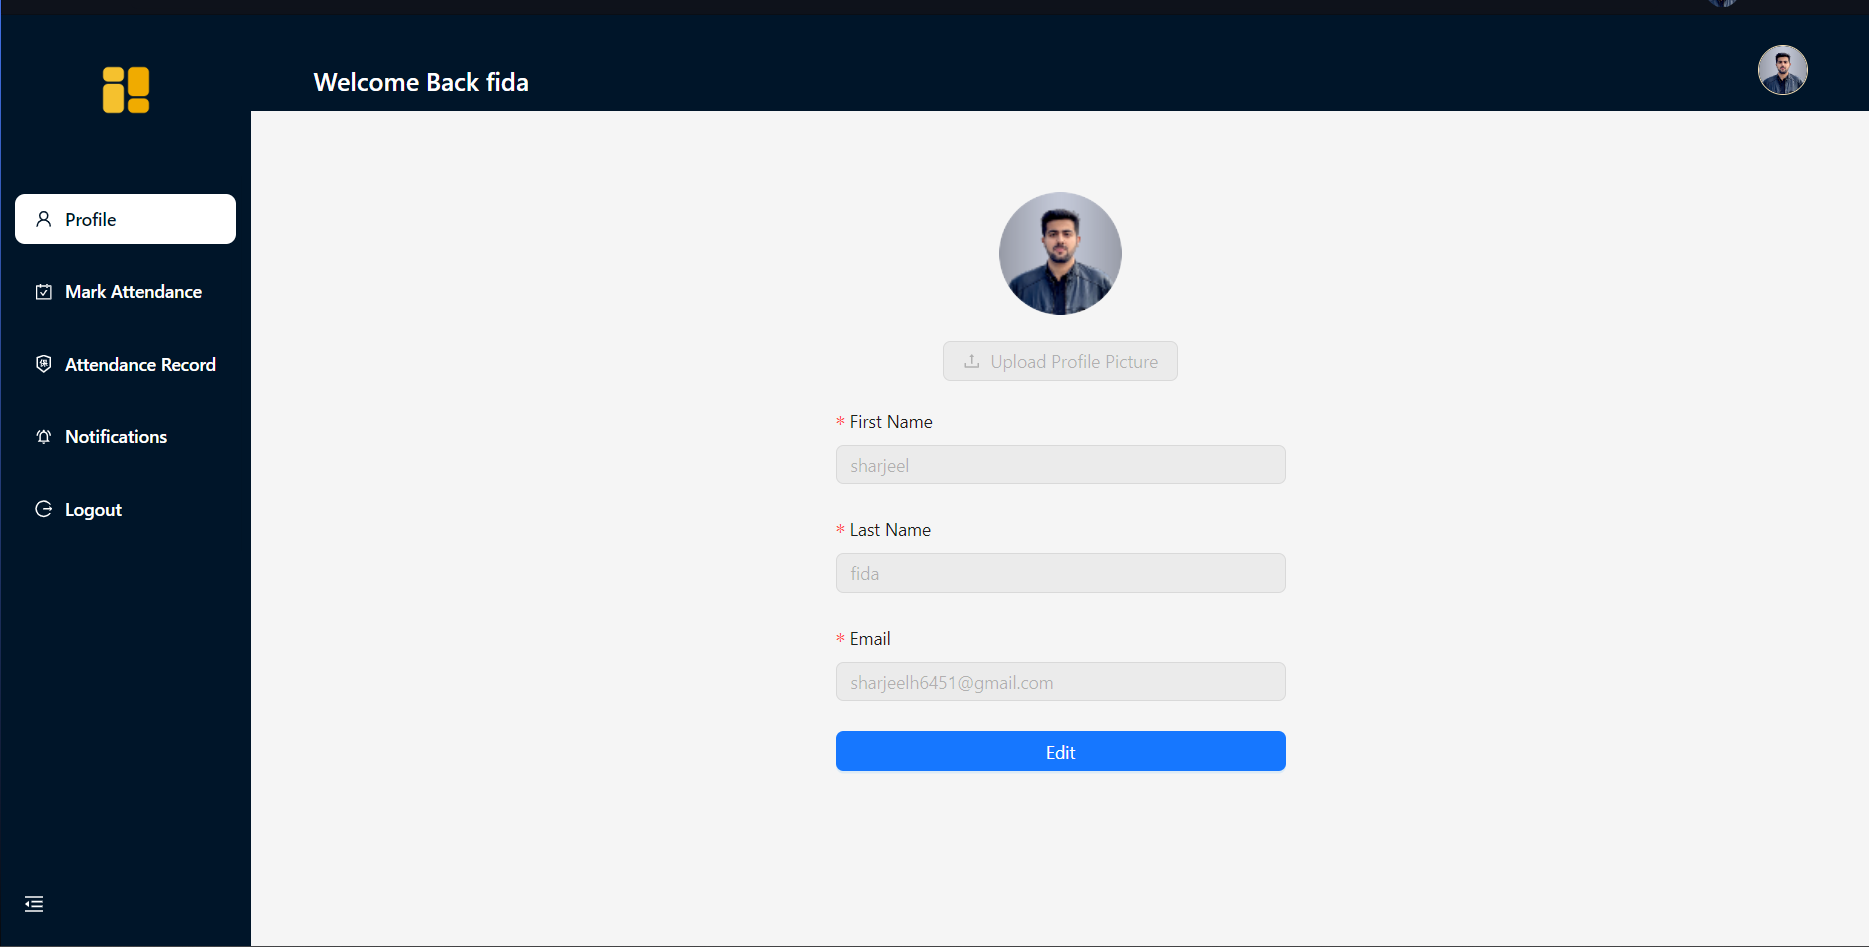 Welcome Back fida
Profile
Mark Attendance
Attendance Record
Notifications
Logout
Upload Profile Picture
* First Name
sharjeel
* Last Name
fida
* Email
sharjeelh6451@gmail.com
Edit